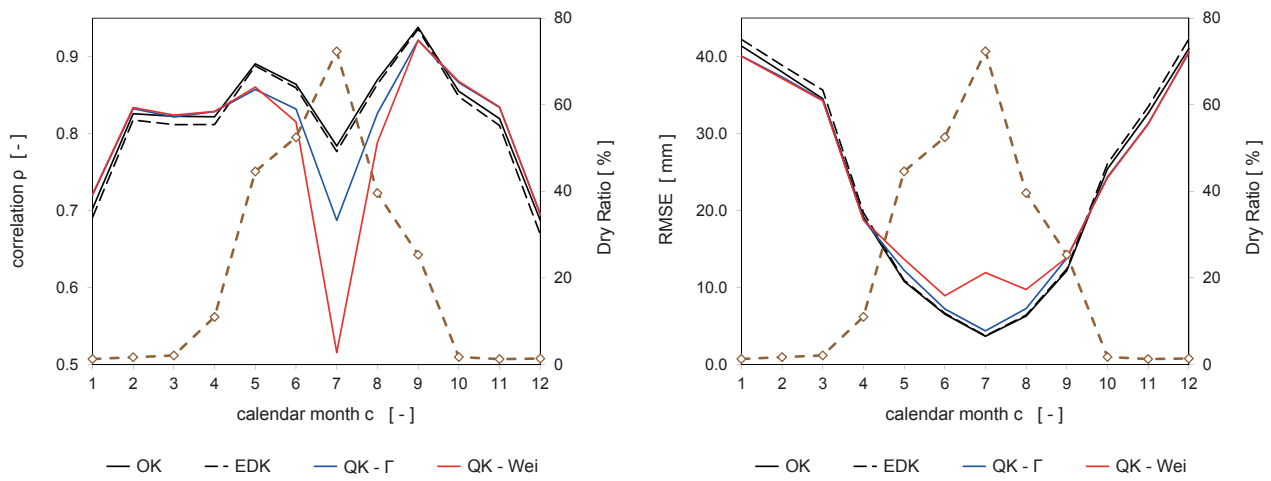 correlation ρ [ - ]
0.9
0.8
0.7
0.6
0.5
80
60
40
20
0
Dry Ratio [ % ]
1 2 3 4 5 6 7 8 9 10 11 12
calendar month c [ - ]
OK EDK QK - Γ QK - Wei
RMSE [ mm ]
40.0
30.0
20.0
10.0
0.0
80
60
40
20
0
Dry Ratio [ % ]
1 2 3 4 5 6 7 8 9 10 11 12
calendar month c [ - ]
OK EDK QK - Γ QK - Wei